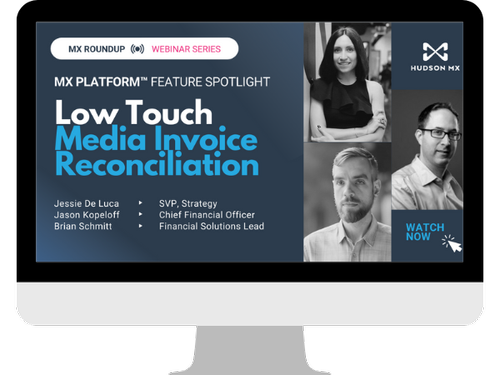 MX ROUNDUP WEBINAR SERIES
HUDSON MX
MX PLATFORM™ FEATURE SPOTLIGHT
Low Touch
Media Invoice
Reconciliation
Jessie De Luca ‣ SVP, Strategy
Jason Kopeloff ‣ Chief Financial Officer
Brian Schmitt ‣ Financial Solutions Lead
WATCH
NOW